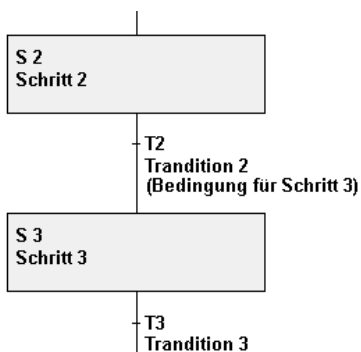 S 2
Schritt 2
T2
Trandition 2
(Bedingung für Schritt 3)
S 3
Schritt 3
T3
Trandition 3